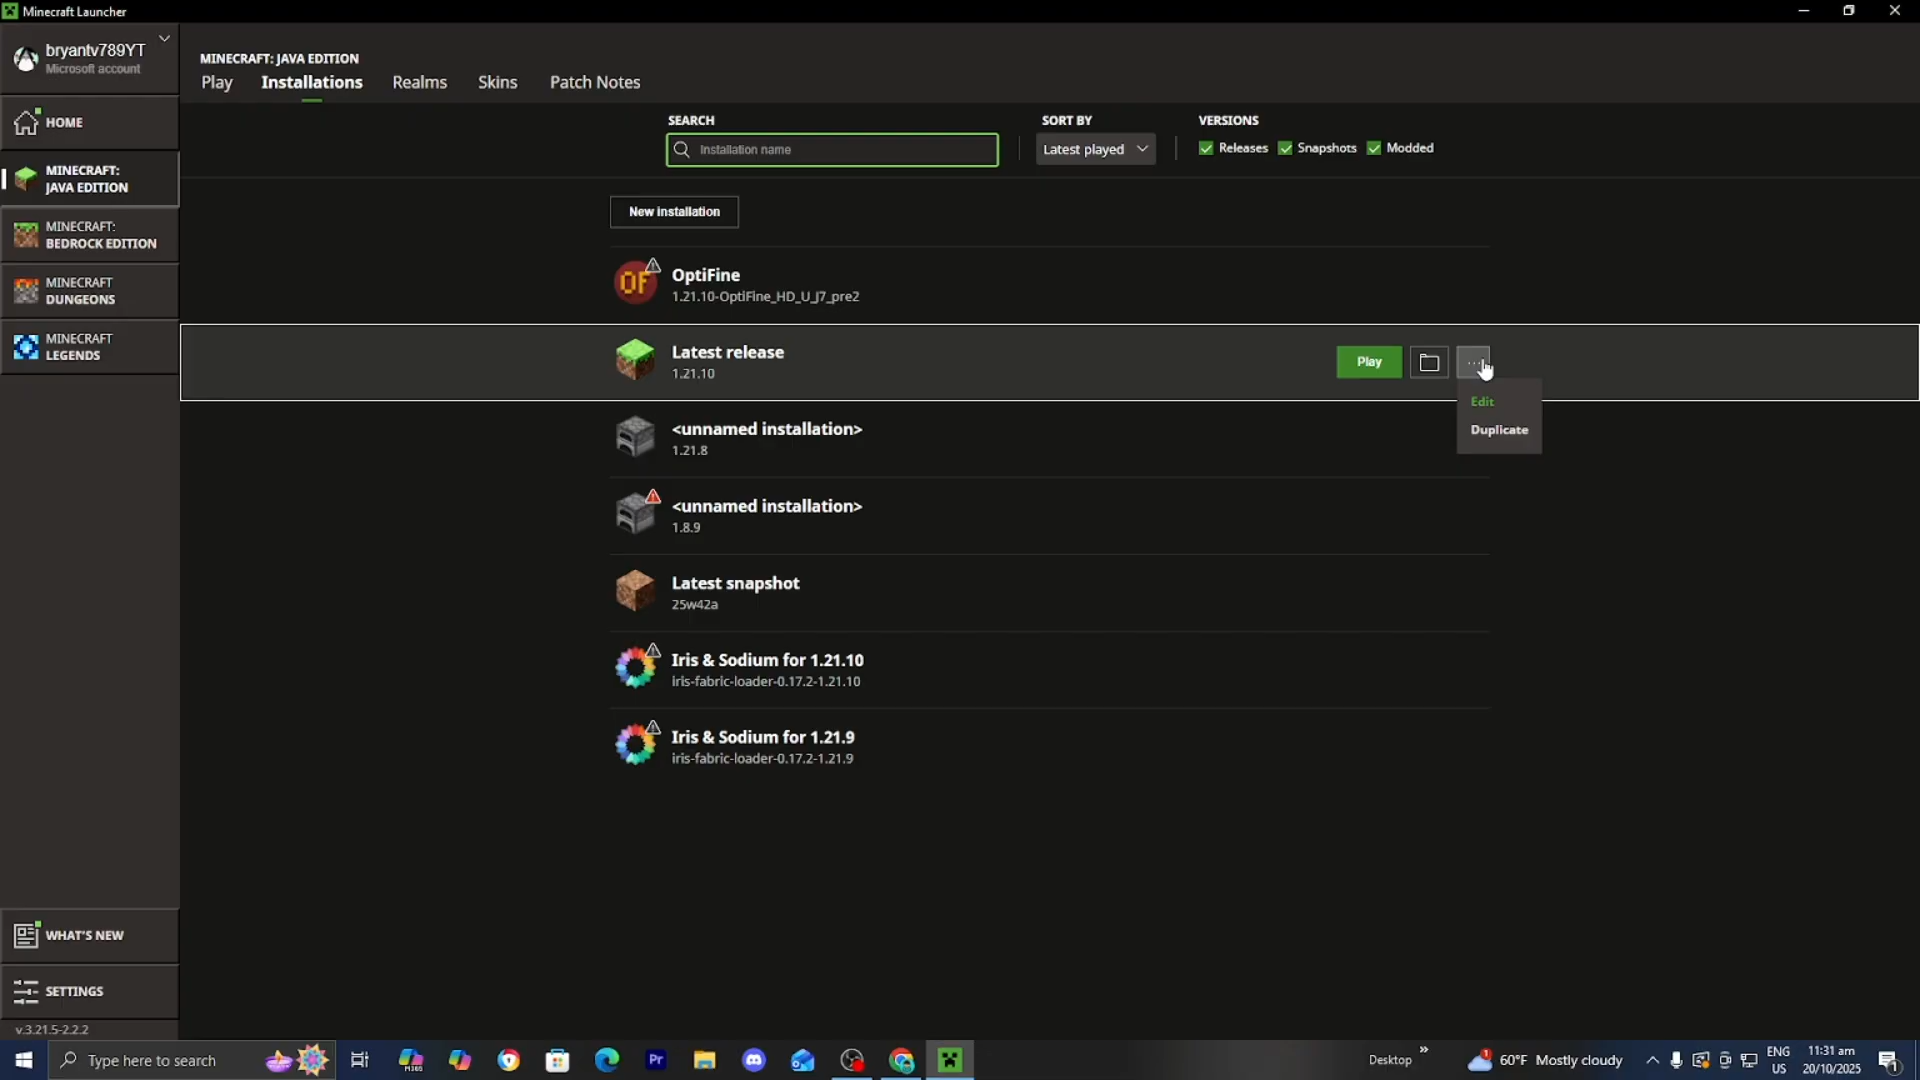 Minecraft Launcher
bryantv789YT
Microsoft account
HOME
MINECRAFT:
JAVA EDITION
MINECRAFT:
BEDROCK EDITION
MINECRAFT
DUNGEONS
MINECRAFT
LEGENDS
WHAT'S NEW
SETTINGS
v.3.21.5-2.2.2
MINECRAFT: JAVA EDITION
Play Installations Realms Skins Patch Notes
SEARCH SORT BY VERSIONS
Installation name Latest played Releases Snapshots Modded
New installation
OF OptiFine
1.21.10-OptiFine_HD_U_J7_pre2
Latest release
1.21.10
Play ...
Edit
Duplicate
<unnamed installation>
1.21.8
<unnamed installation>
1.8.9
Latest snapshot
25w42a
Iris & Sodium for 1.21.10
iris-fabric-loader-0.17.2-1.21.10
Iris & Sodium for 1.21.9
iris-fabric-loader-0.17.2-1.21.9
Type here to search
M365
Pr
Desktop »
1
60°F Mostly cloudy
ENG
US
11:31 am
20/10/2025
1